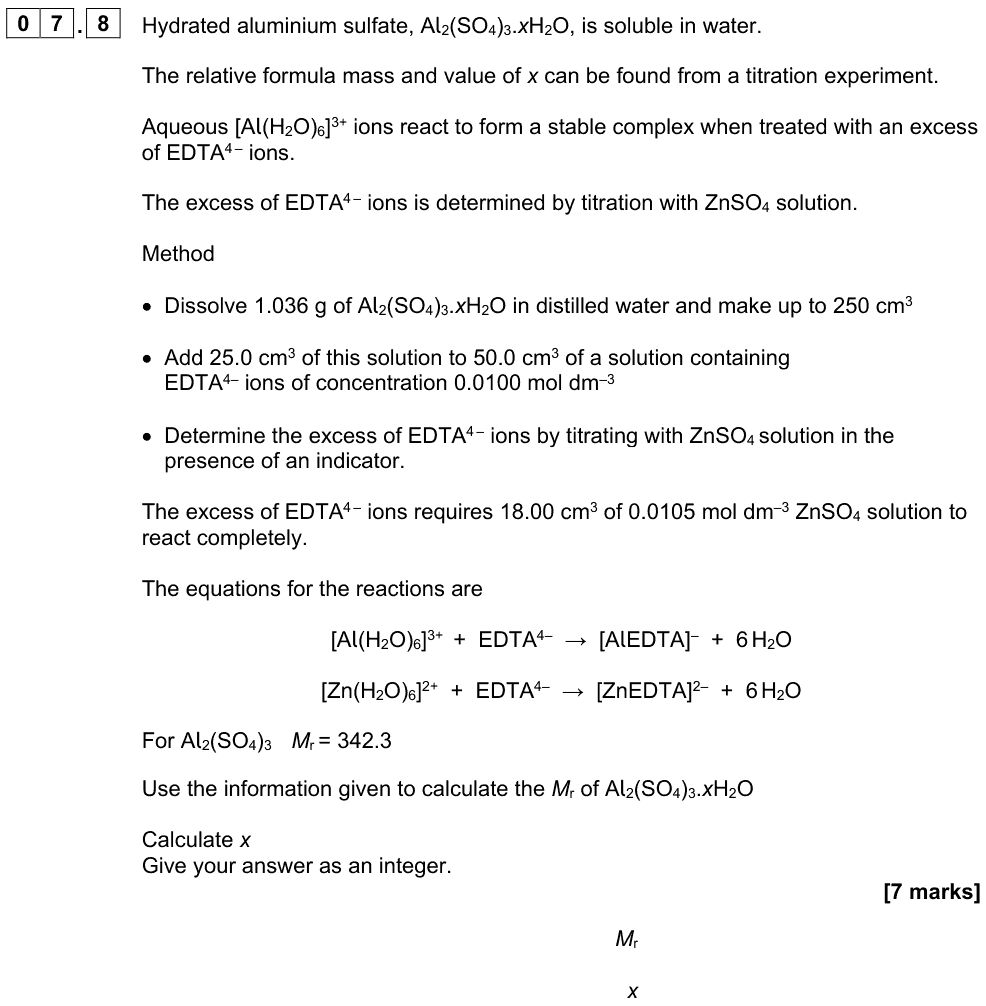 0 7 . 8 Hydrated aluminium sulfate, Al₂(SO₄)₃.xH₂O, is soluble in water.
The relative formula mass and value of x can be found from a titration experiment.
Aqueous [Al(H₂O)₆]³⁺ ions react to form a stable complex when treated with an excess
of EDTA⁴⁻ ions.
The excess of EDTA⁴⁻ ions is determined by titration with ZnSO₄ solution.
Method
• Dissolve 1.036 g of Al₂(SO₄)₃.xH₂O in distilled water and make up to 250 cm³
• Add 25.0 cm³ of this solution to 50.0 cm³ of a solution containing
EDTA⁴⁻ ions of concentration 0.0100 mol dm⁻³
• Determine the excess of EDTA⁴⁻ ions by titrating with ZnSO₄ solution in the
presence of an indicator.
The excess of EDTA⁴⁻ ions requires 18.00 cm³ of 0.0105 mol dm⁻³ ZnSO₄ solution to
react completely.
The equations for the reactions are
[Al(H₂O)₆]³⁺ + EDTA⁴⁻ → [AlEDTA]⁻ + 6H₂O
[Zn(H₂O)₆]²⁺ + EDTA⁴⁻ → [ZnEDTA]²⁻ + 6H₂O
For Al₂(SO₄)₃ Mᵣ = 342.3
Use the information given to calculate the Mᵣ of Al₂(SO₄)₃.xH₂O
Calculate x
Give your answer as an integer.
[7 marks]
Mᵣ
x